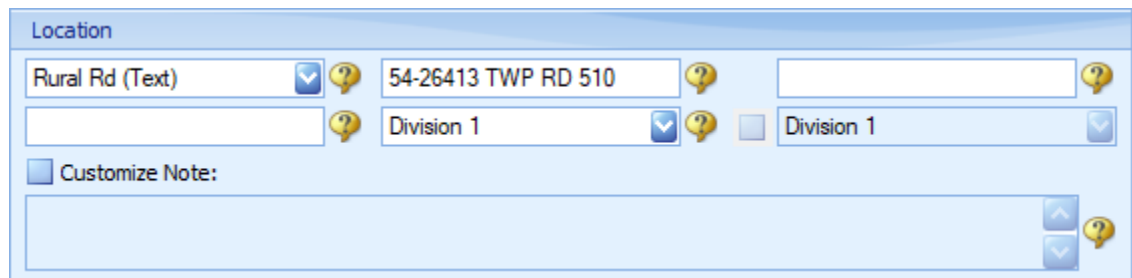 Location
Rural Rd (Text) 54-26413 TWP RD 510
Division 1 Division 1
Customize Note: